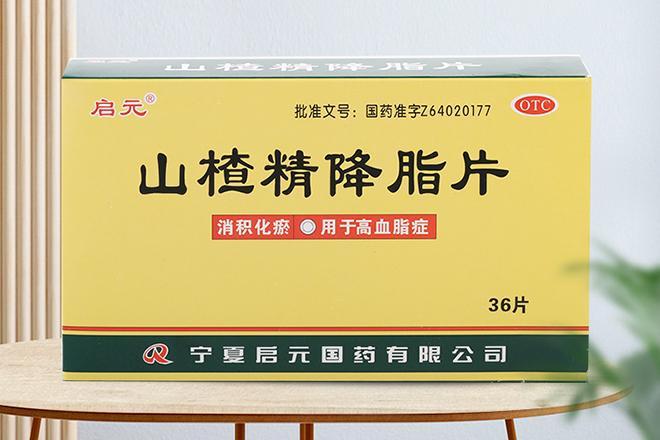 山楂精降脂片
启元®
批准文号：国药准字Z64020177
OTC
山楂精降脂片
消积化瘀 用于高血脂症
36片
宁夏启元国药有限公司